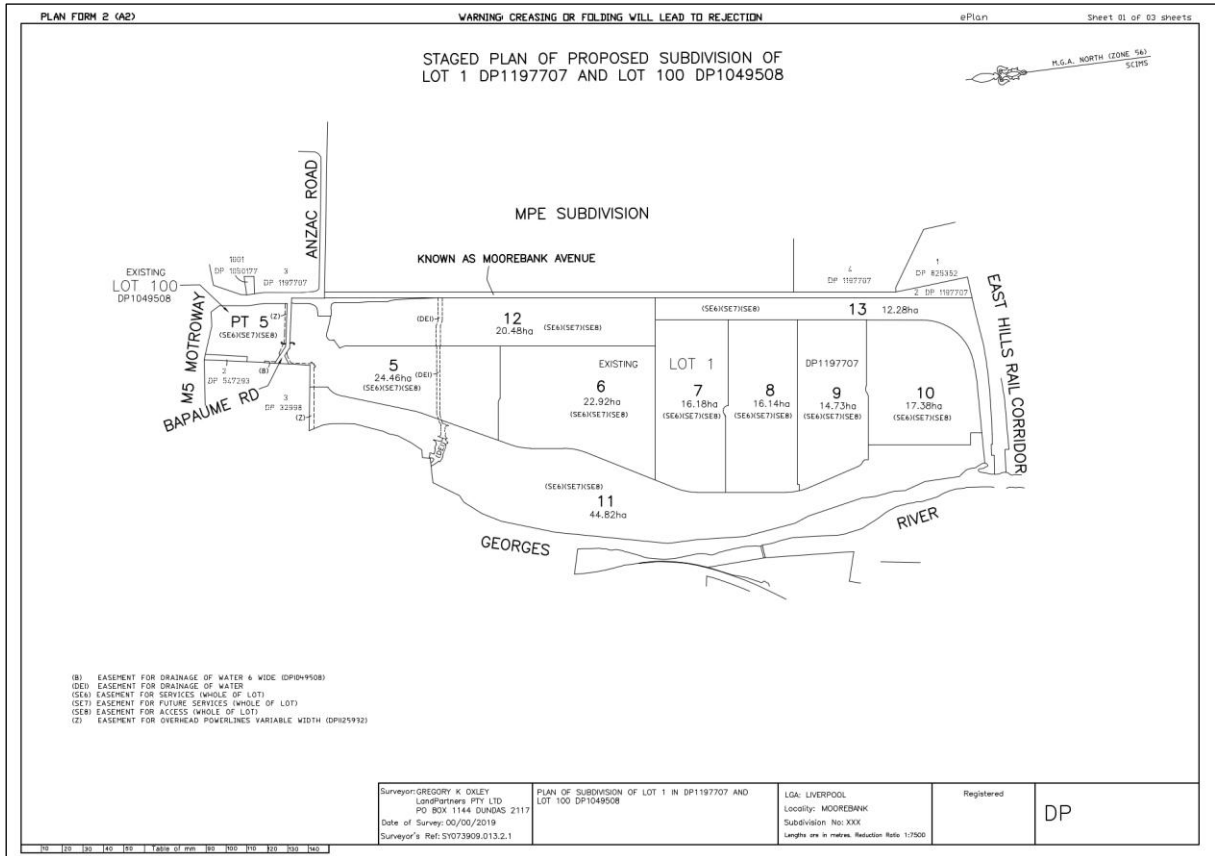 PLAN FORM 2 (A2)
WARNING: CREASING OR FOLDING WILL LEAD TO REJECTION
ePlan
Sheet 01 of 03 sheets
STAGED PLAN OF PROPOSED SUBDIVISION OF
LOT 1 DP1197707 AND LOT 100 DP1049508
M.G.A. NORTH (ZONE 56)
SCIMS
ANZAC ROAD
MPE SUBDIVISION
KNOWN AS MOOREBANK AVENUE
1001
DP 1050177
3
DP 1197707
EXISTING
LOT 100
DP1049508
4
DP 1197707
1
DP 825352
2 DP 1197707
M5 MOTROWAY
PT 5
(Z)
(SE6)(SE7)(SE8)
(DE1)
12
20.48ha
(SE6)(SE7)(SE8)
(SE6)(SE7)(SE8)
13
12.28ha
EAST HILLS RAIL CORRIDOR
2
DP 547293
(B)
BAPAUME RD
3
DP 32998
(Z)
5
24.46ha
(DE1)
(SE6)(SE7)(SE8)
EXISTING
6
22.92ha
(SE6)(SE7)(SE8)
LOT 1
7
16.18ha
(SE6)(SE7)(SE8)
8
16.14ha
(SE6)(SE7)(SE8)
DP1197707
9
14.73ha
(SE6)(SE7)(SE8)
10
17.38ha
(SE6)(SE7)(SE8)
(DE1)
(SE6)(SE7)(SE8)
11
44.82ha
GEORGES
RIVER
(B) EASEMENT FOR DRAINAGE OF WATER 6 WIDE (DP1049508)
(DE1) EASEMENT FOR DRAINAGE OF WATER
(SE6) EASEMENT FOR SERVICES (WHOLE OF LOT)
(SE7) EASEMENT FOR FUTURE SERVICES (WHOLE OF LOT)
(SE8) EASEMENT FOR ACCESS (WHOLE OF LOT)
(Z) EASEMENT FOR OVERHEAD POWERLINES VARIABLE WIDTH (DP1125932)
Surveyor: GREGORY K OXLEY
LandPartners PTY LTD
PO BOX 1144 DUNDAS 2117
Date of Survey: 00/00/2019
Surveyor's Ref: SY073909.013.2.1
PLAN OF SUBDIVISION OF LOT 1 IN DP1197707 AND
LOT 100 DP1049508
LGA: LIVERPOOL
Locality: MOOREBANK
Subdivision No: XXX
Lengths are in metres. Reduction Ratio 1:7500
Registered
DP
10 20 30 40 50 Table of mm 90 100 110 120 130 140